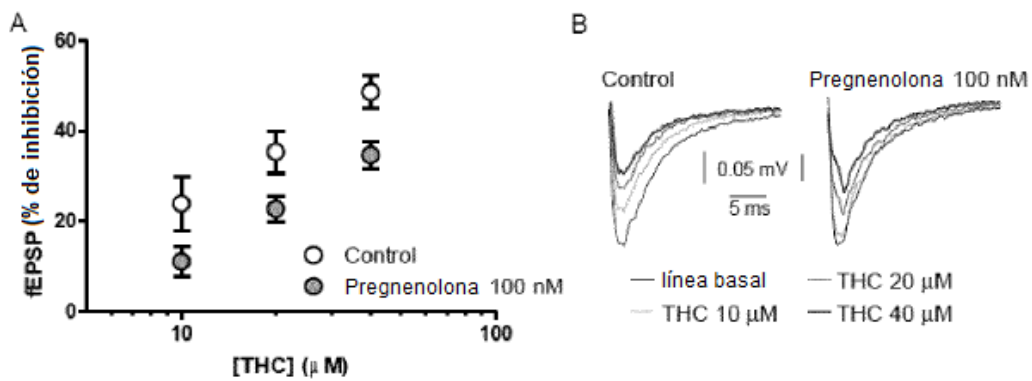 A
fEPSP (% de inhibición)
60
40
20
0
Control
Pregnenolona 100 nM
10
100
[THC] (μ M)
B
Control
Pregnenolona 100 nM
0.05 mV
5 ms
línea basal
THC 20 μM
THC 10 μM
THC 40 μM